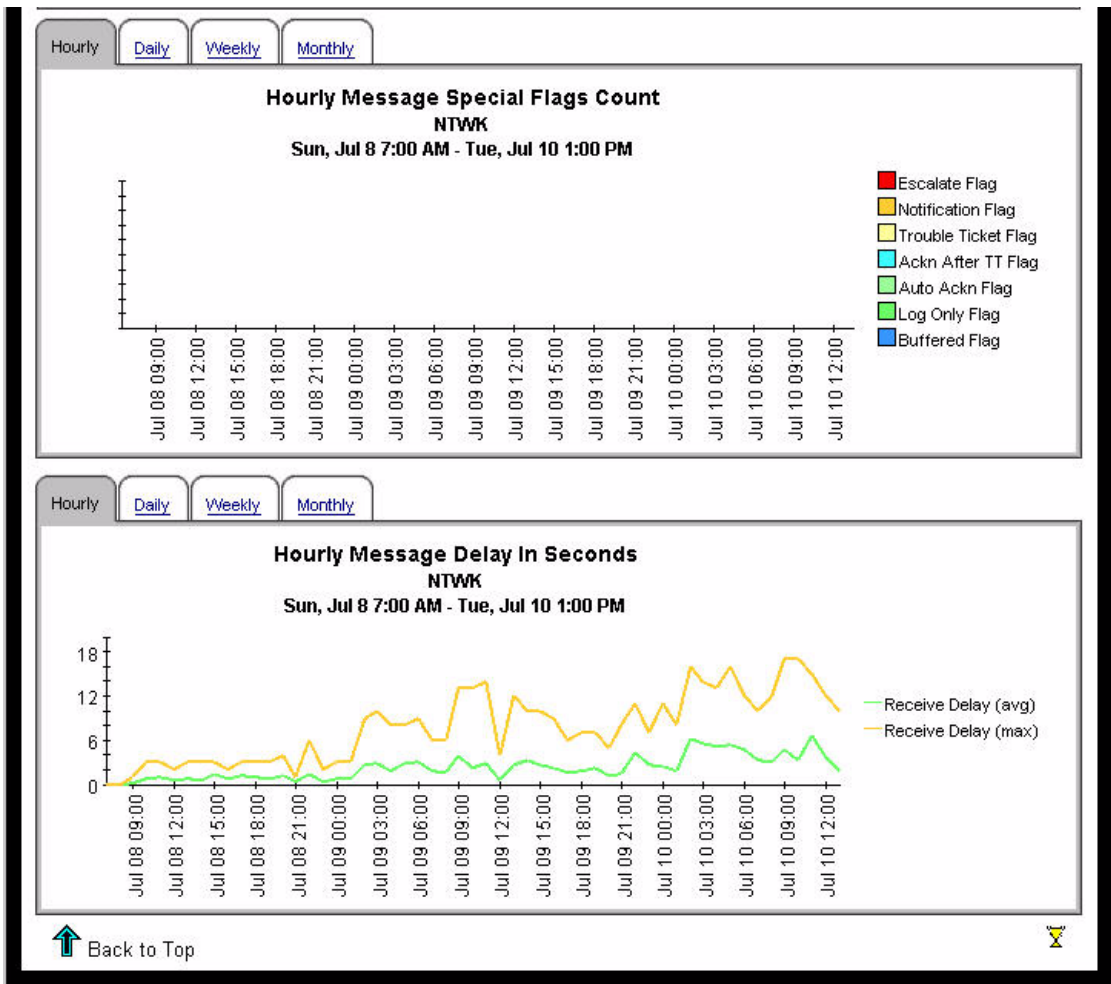 Hourly Daily Weekly Monthly
Hourly Message Special Flags Count
NTWK
Sun, Jul 8 7:00 AM - Tue, Jul 10 1:00 PM
Escalate Flag
Notification Flag
Trouble Ticket Flag
Ackn After TT Flag
Auto Ackn Flag
Log Only Flag
Buffered Flag
Jul 08 09:00
Jul 08 12:00
Jul 08 15:00
Jul 08 18:00
Jul 08 21:00
Jul 09 00:00
Jul 09 03:00
Jul 09 06:00
Jul 09 09:00
Jul 09 12:00
Jul 09 15:00
Jul 09 18:00
Jul 09 21:00
Jul 10 00:00
Jul 10 03:00
Jul 10 06:00
Jul 10 09:00
Jul 10 12:00
Hourly Daily Weekly Monthly
Hourly Message Delay In Seconds
NTWK
Sun, Jul 8 7:00 AM - Tue, Jul 10 1:00 PM
18
12
6
0
Receive Delay (avg)
Receive Delay (max)
Jul 08 09:00
Jul 08 12:00
Jul 08 15:00
Jul 08 18:00
Jul 08 21:00
Jul 09 00:00
Jul 09 03:00
Jul 09 06:00
Jul 09 09:00
Jul 09 12:00
Jul 09 15:00
Jul 09 18:00
Jul 09 21:00
Jul 10 00:00
Jul 10 03:00
Jul 10 06:00
Jul 10 09:00
Jul 10 12:00
Back to Top